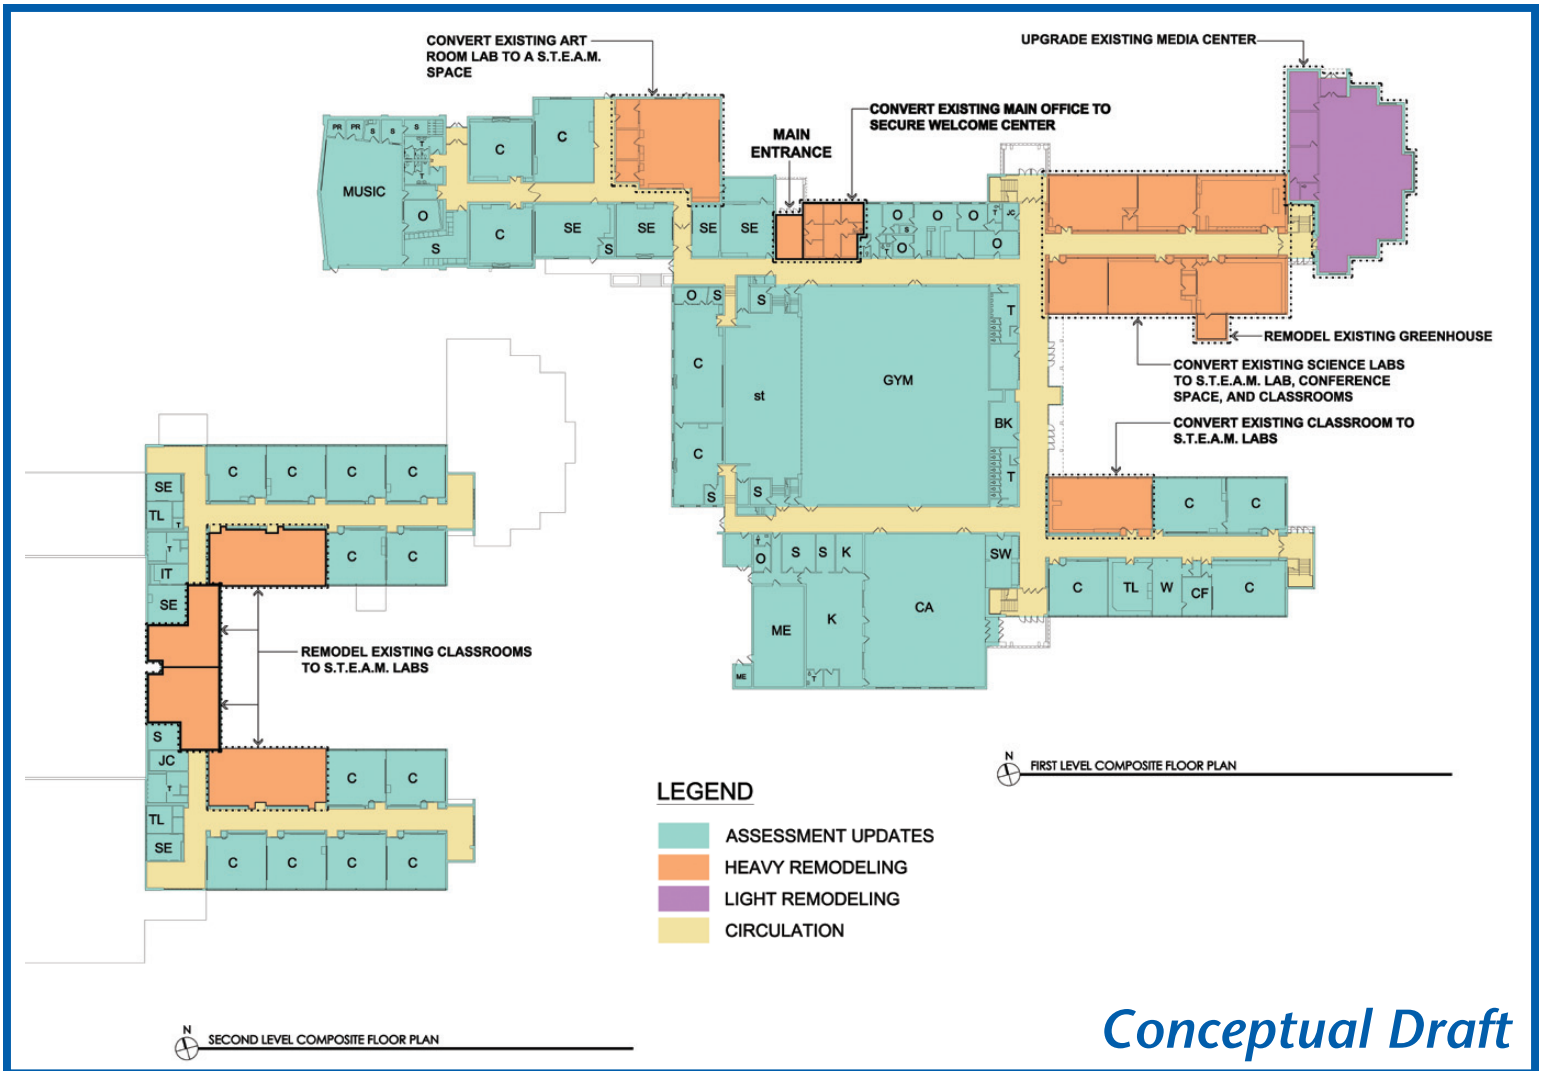 CONVERT EXISTING ART
ROOM LAB TO A S.T.E.A.M.
SPACE
UPGRADE EXISTING MEDIA CENTER
CONVERT EXISTING MAIN OFFICE TO
SECURE WELCOME CENTER
MAIN
ENTRANCE
PR PR S S S
C
C
MUSIC
O
S
C
SE
S
SE
SE
SE
O O O JC
T
S
O
T
O
O S
S
T
C
st
GYM
BK
C
S
S
T
REMODEL EXISTING GREENHOUSE
CONVERT EXISTING SCIENCE LABS
TO S.T.E.A.M. LAB, CONFERENCE
SPACE, AND CLASSROOMS
CONVERT EXISTING CLASSROOM TO
S.T.E.A.M. LABS
C C
T
O
S S K
SW
C TL W CF C
ME
K
CA
ME
T
C C C C
SE
TL
T
T
IT
C C
SE
REMODEL EXISTING CLASSROOMS
TO S.T.E.A.M. LABS
S
JC
T
C C
TL
SE
C C C C
N
FIRST LEVEL COMPOSITE FLOOR PLAN
LEGEND
ASSESSMENT UPDATES
HEAVY REMODELING
LIGHT REMODELING
CIRCULATION
N
SECOND LEVEL COMPOSITE FLOOR PLAN
Conceptual Draft